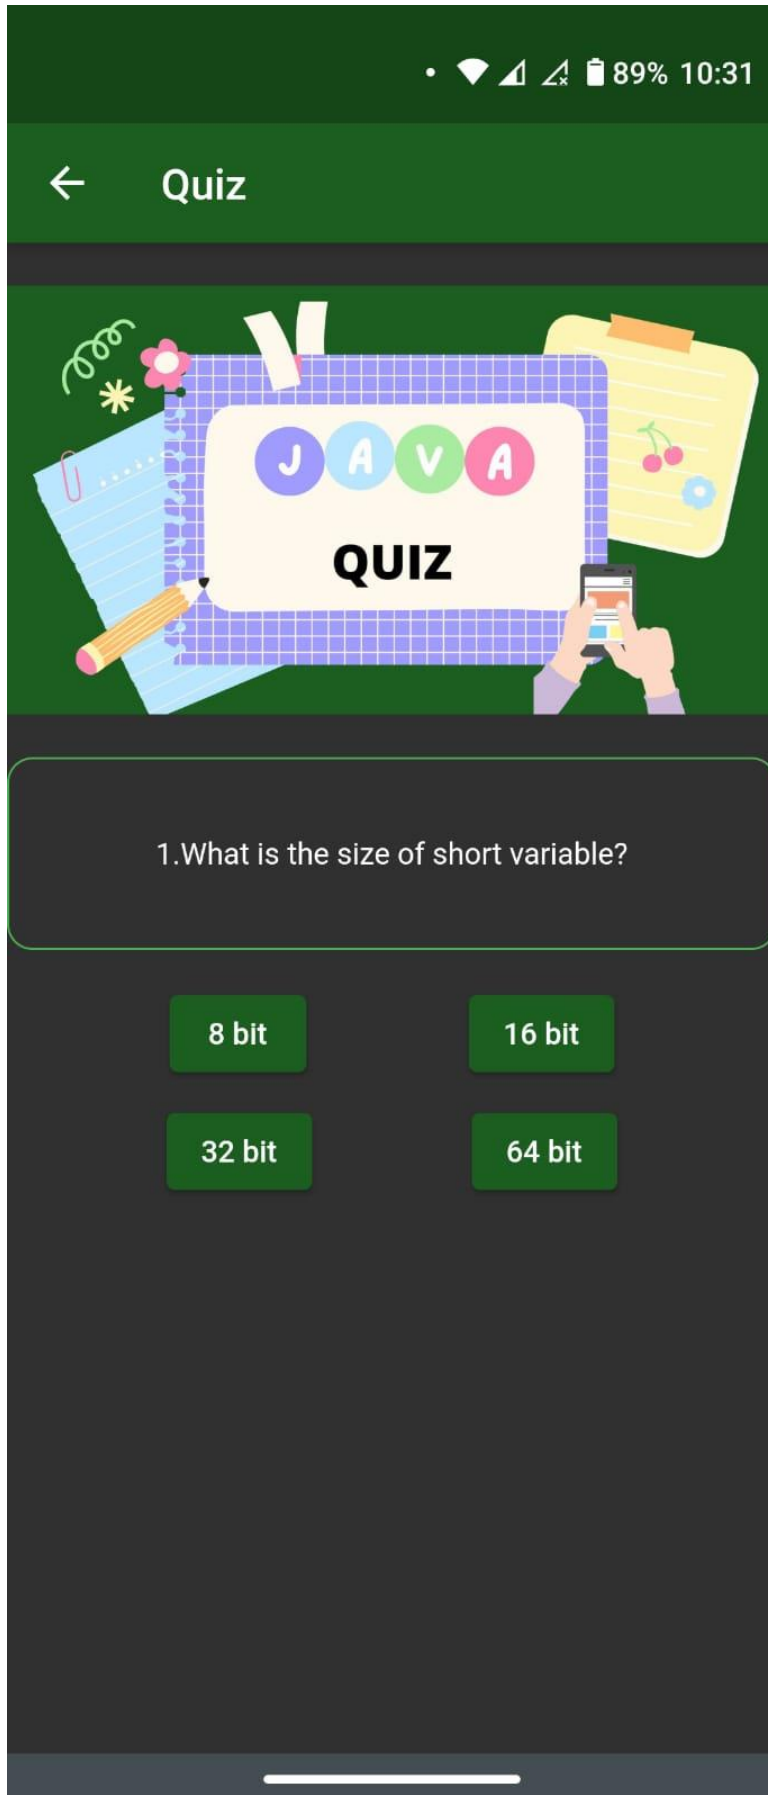 89% 10:31
Quiz
JAVA
QUIZ
1.What is the size of short variable?
8 bit
16 bit
32 bit
64 bit